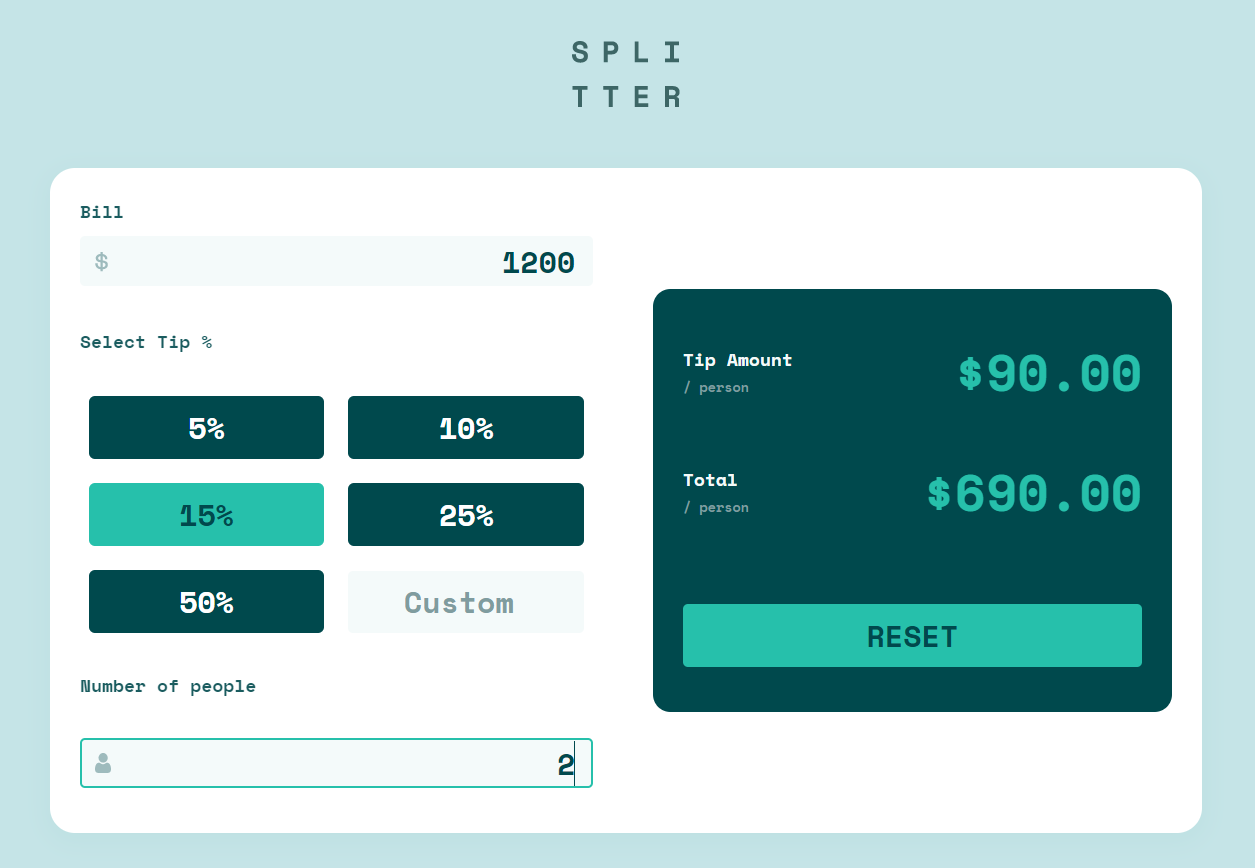 SPLI
TTER
Bill
$
1200
Select Tip %
5%
10%
15%
25%
50%
Custom
Number of people
2
Tip Amount
/ person
$90.00
Total
/ person
$690.00
RESET